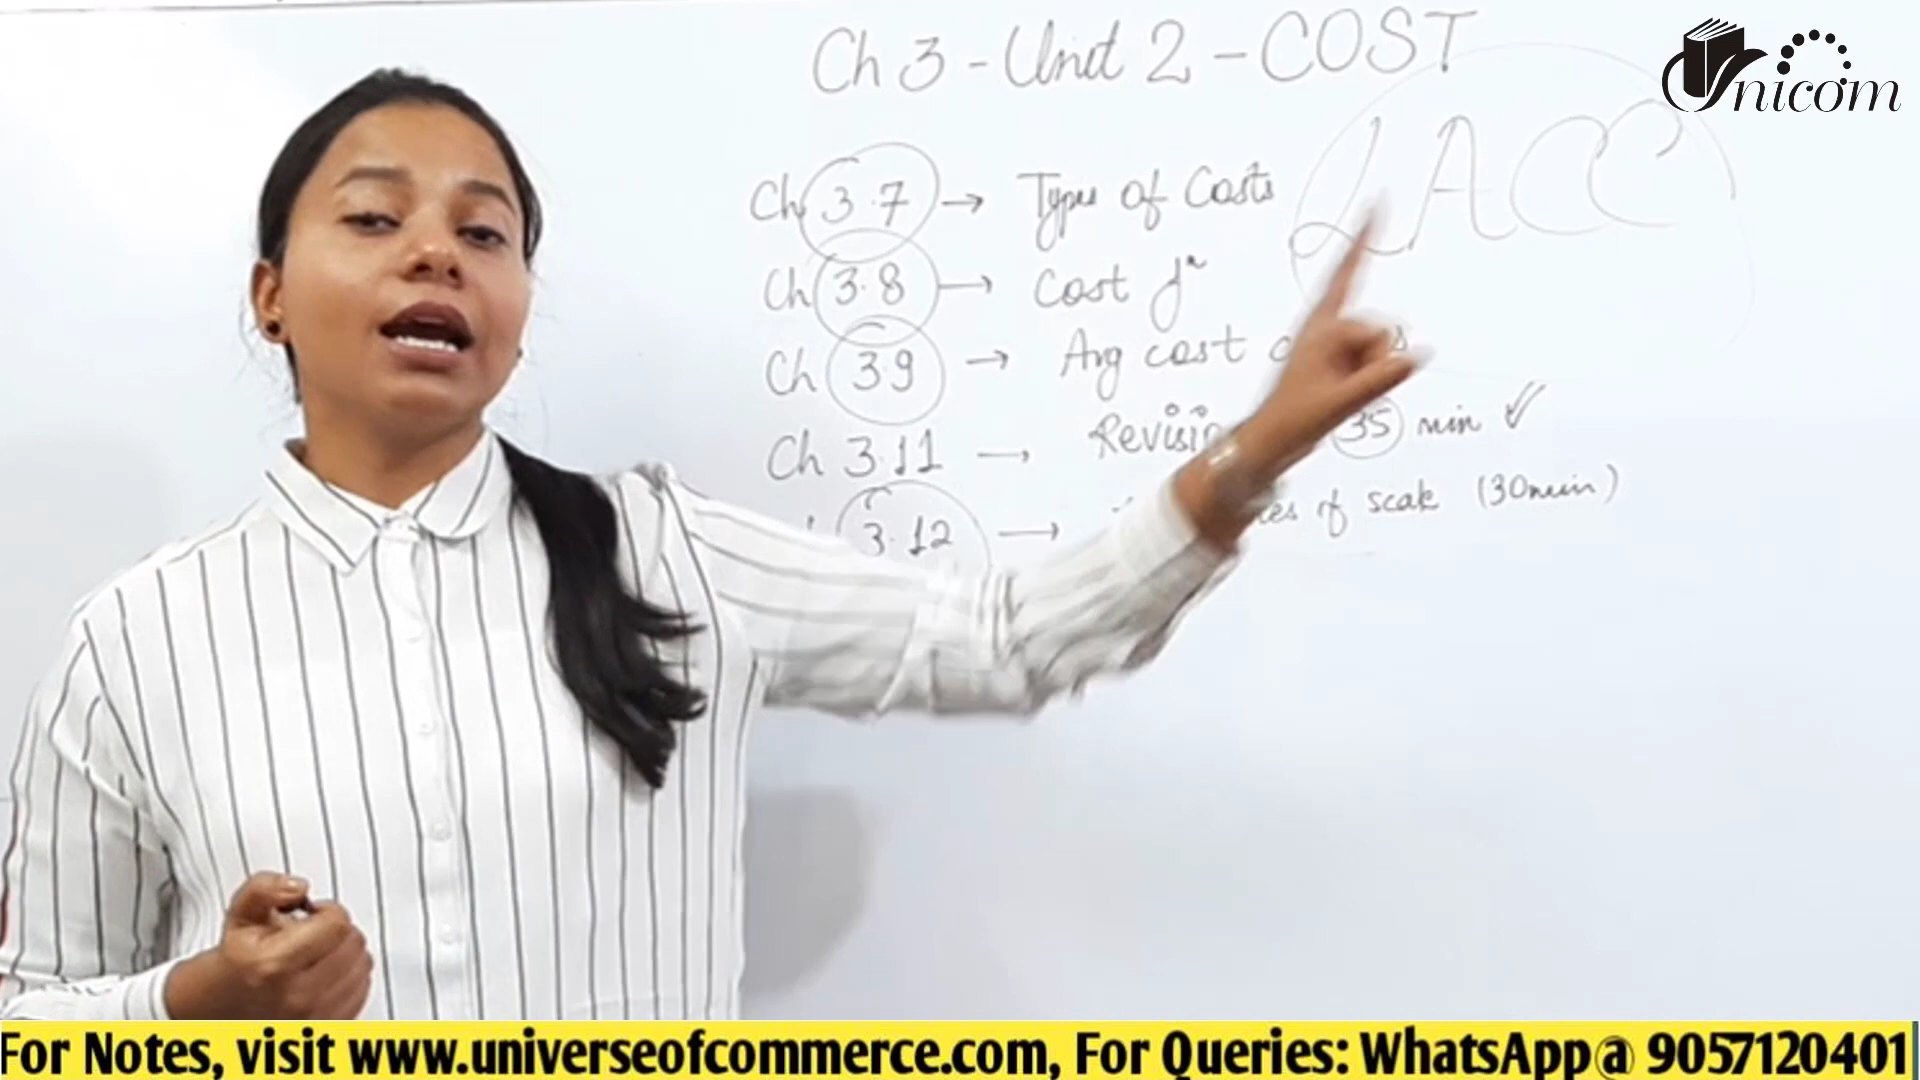 Ch 3 - Unit 2 - COST
Unicom
LACC
Ch 3.7 → Types of Costs
Ch 3.8 → Cost fⁿ
Ch 3.9 → Avg cost
Ch 3.11 → 35 min ✓
3.12 → of scale (30min)
For Notes, visit www.universeofcommerce.com, For Queries: WhatsApp@ 9057120401